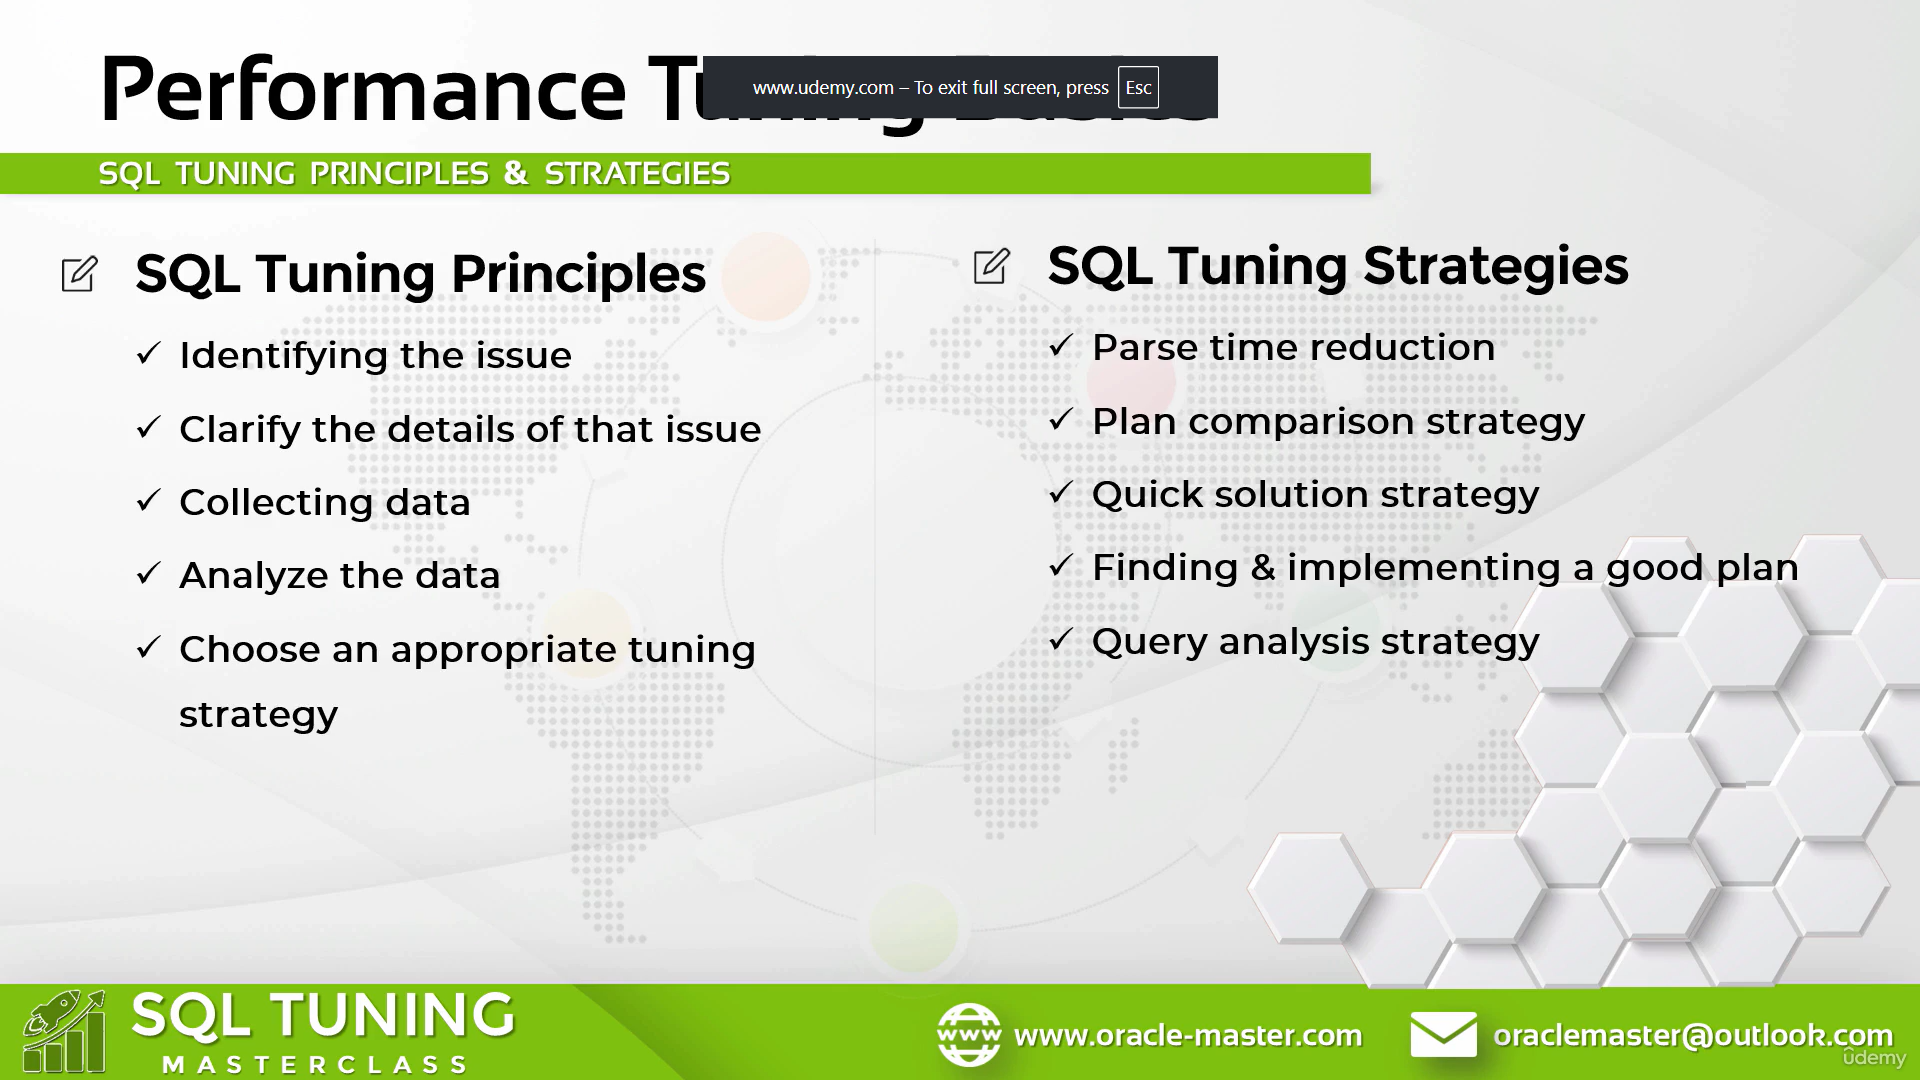 Performance Tuning Basics
www.udemy.com – To exit full screen, press Esc
SQL TUNING PRINCIPLES & STRATEGIES
SQL Tuning Principles
✓ Identifying the issue
✓ Clarify the details of that issue
✓ Collecting data
✓ Analyze the data
✓ Choose an appropriate tuning
strategy
SQL Tuning Strategies
✓ Parse time reduction
✓ Plan comparison strategy
✓ Quick solution strategy
✓ Finding & implementing a good plan
✓ Query analysis strategy
SQL TUNING
MASTERCLASS
www
www.oracle-master.com
oraclemaster@outlook.com
udemy